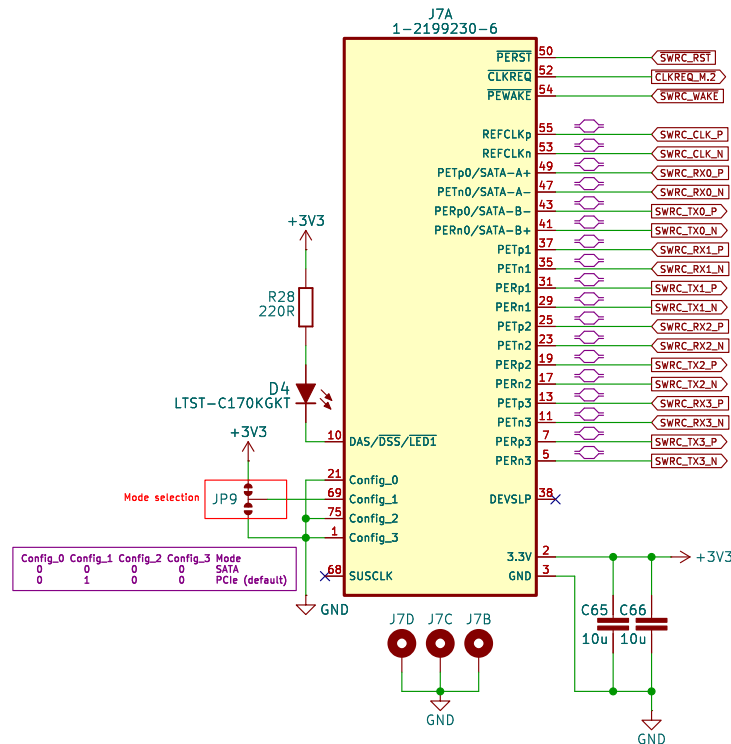 J7A
1-2199230-6
PERST 50 SWRC_RST
CLKREQ 52 CLKREQ_M.2
PEWAKE 54 SWRC_WAKE
REFCLKp 55 SWRC_CLK_P
REFCLKn 53 SWRC_CLK_N
PETp0/SATA-A+ 49 SWRC_RX0_P
PETn0/SATA-A- 47 SWRC_RX0_N
PERp0/SATA-B- 43 SWRC_TX0_P
PERn0/SATA-B+ 41 SWRC_TX0_N
PETp1 37 SWRC_RX1_P
PETn1 35 SWRC_RX1_N
PERp1 31 SWRC_TX1_P
PERn1 29 SWRC_TX1_N
PETp2 25 SWRC_RX2_P
PETn2 23 SWRC_RX2_N
PERp2 19 SWRC_TX2_P
PERn2 17 SWRC_TX2_N
PETp3 13 SWRC_RX3_P
PETn3 11 SWRC_RX3_N
PERp3 7 SWRC_TX3_P
PERn3 5 SWRC_TX3_N
DEVSLP 38
3.3V 2 +3V3
GND 3
+3V3
R28
220R
D4
LTST-C170KGKT
10 DAS/DSS/LED1
+3V3
21 Config_0
Mode selection JP9 69 Config_1
75 Config_2
1 Config_3
68 SUSCLK
Config_0 Config_1 Config_2 Config_3 Mode
0 0 0 0 SATA
0 1 0 0 PCIe (default)
GND
J7D J7C J7B
GND
C65 C66
10u 10u
GND